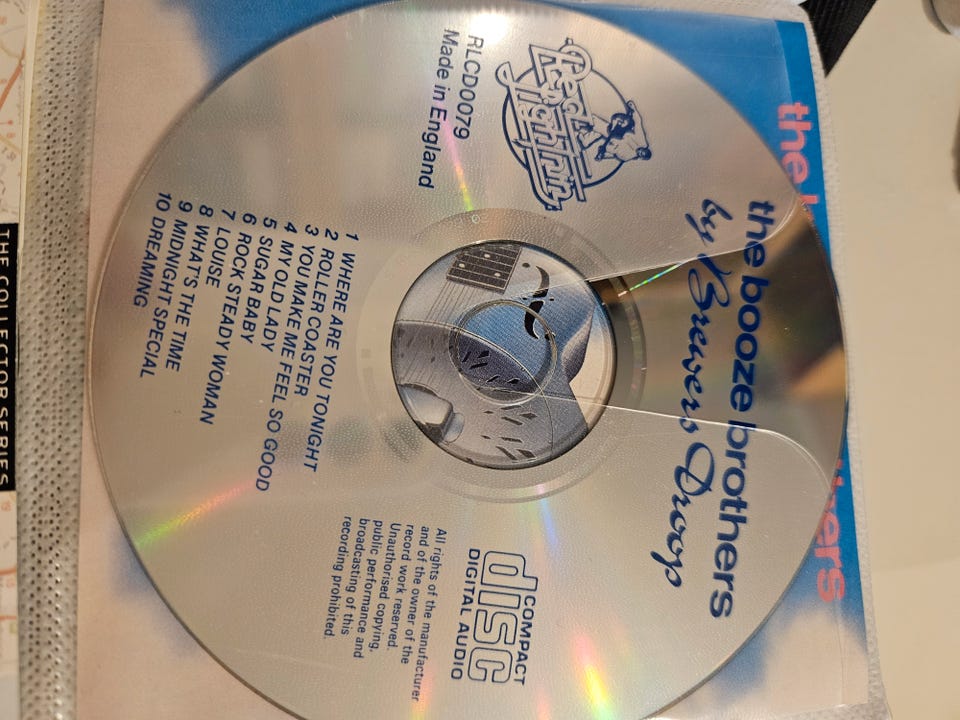 the booze brothers
by Brewers Droop
Red Lightnin'
RLCD0079
Made in England
COMPACT
disc
DIGITAL AUDIO
1 WHERE ARE YOU TONIGHT
2 ROLLER COASTER
3 YOU MAKE ME FEEL SO GOOD
4 MY OLD LADY
5 SUGAR BABY
6 ROCK STEADY WOMAN
7 LOUISE
8 WHAT'S THE TIME
9 MIDNIGHT SPECIAL
10 DREAMING
All rights of the manufacturer
and of the owner of the
record work reserved.
Unauthorised copying,
public performance and
broadcasting of this
recording prohibited.
the
THE COLLECTOR SERIES